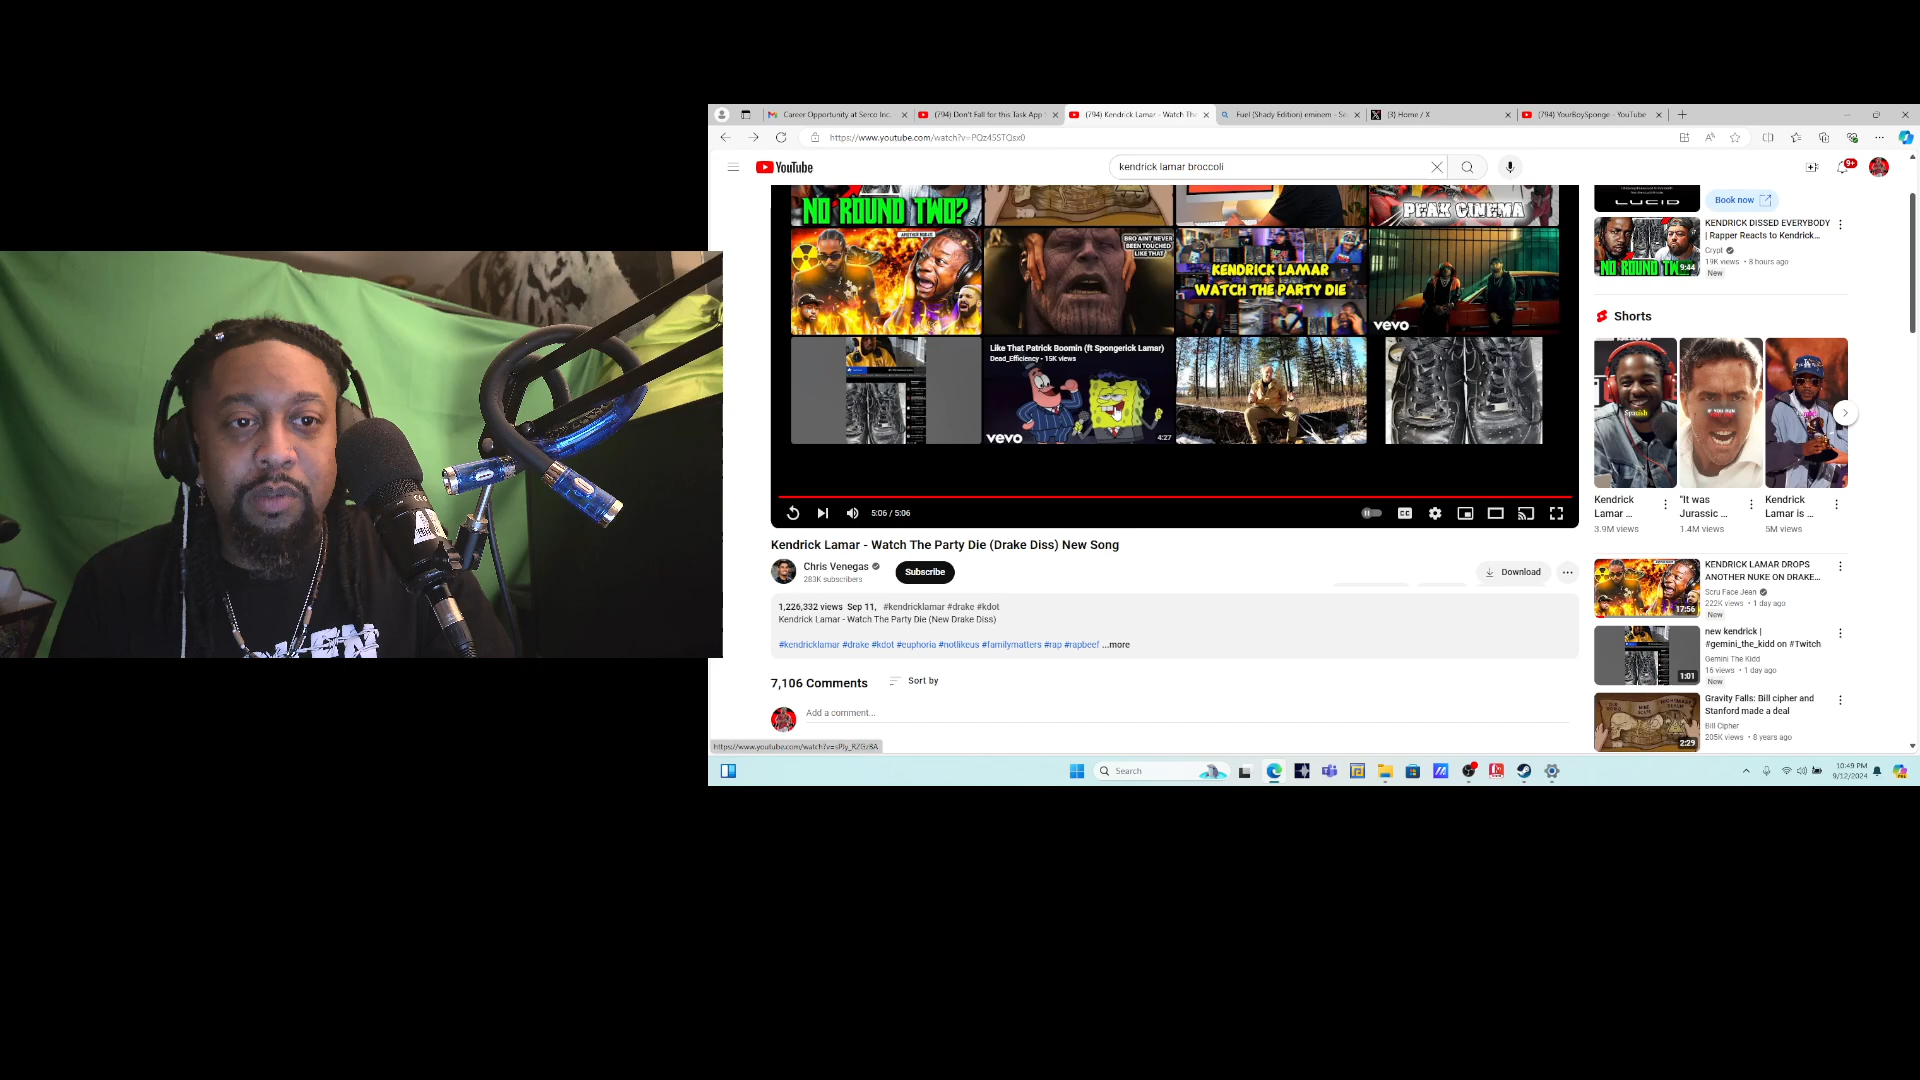 Career Opportunity at Serco Inc.
(794) Don't Fall for this Task App
(794) Kendrick Lamar - Watch The
Fuel (Shady Edition) eminem - Se
(3) Home / X
(794) YourBoySponge - YouTube
https://www.youtube.com/watch?v=PQz45STQsx0
YouTube
kendrick lamar broccoli
9+
NO ROUND TWO?
PEAK CINEMA
LUCID
Book now
KENDRICK DISSED EVERYBODY
| Rapper Reacts to Kendrick...
Crypt
19K views • 8 hours ago
New
NO ROUND TW
9:44
BRO AINT NEVER
BEEN TOUCHED
LIKE THAT
KENDRICK LAMAR
WATCH THE PARTY DIE
vevo
Like That Patrick Boomin (ft Spongerick Lamar)
Dead_Efficiency • 15K views
vevo
4:27
5:06 / 5:06
CC
Shorts
Spanish
IF YOU RUN
Kendrick
Lamar ...
3.9M views
"It was
Jurassic ...
1.4M views
Kendrick
Lamar is ...
5M views
Kendrick Lamar - Watch The Party Die (Drake Diss) New Song
Chris Venegas
283K subscribers
Subscribe
Download
1,226,332 views Sep 11, #kendricklamar #drake #kdot
Kendrick Lamar - Watch The Party Die (New Drake Diss)
#kendricklamar #drake #kdot #euphoria #notlikeus #familymatters #rap #rapbeef ...more
7,106 Comments
Sort by
Add a comment...
KENDRICK LAMAR DROPS
ANOTHER NUKE ON DRAKE...
Scru Face Jean
222K views • 1 day ago
New
17:56
new kendrick |
#gemini_the_kidd on #Twitch
Gemini The Kidd
16 views • 1 day ago
New
1:01
Gravity Falls: Bill cipher and
Stanford made a deal
Bill Cipher
205K views • 8 years ago
2:29
Search
10:49 PM
9/12/2024